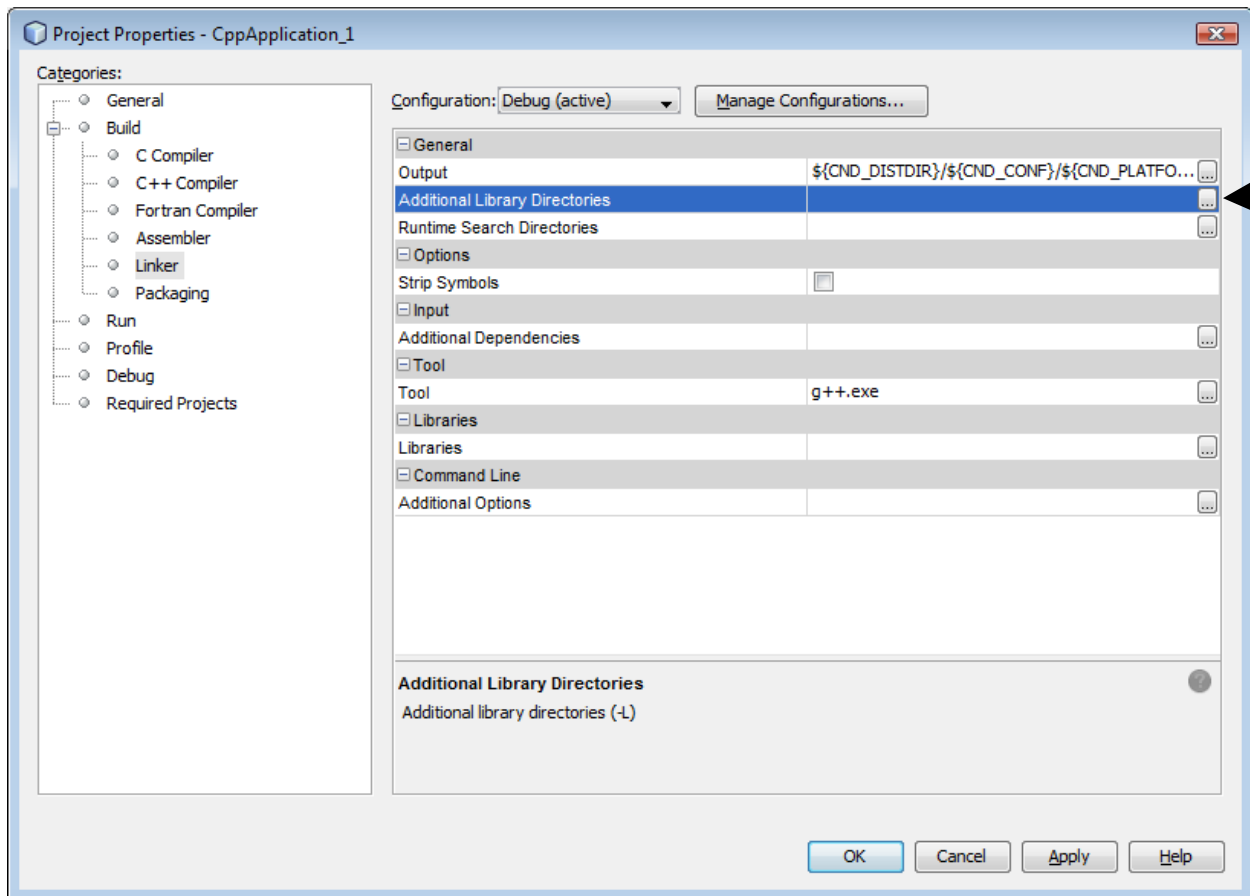 Project Properties - CppApplication_1
Categories:
General
Build
C Compiler
C++ Compiler
Fortran Compiler
Assembler
Linker
Packaging
Run
Profile
Debug
Required Projects
Configuration: Debug (active) Manage Configurations...
General
Output ${CND_DISTDIR}/${CND_CONF}/${CND_PLATFO... ...
Additional Library Directories ...
Runtime Search Directories ...
Options
Strip Symbols
Input
Additional Dependencies ...
Tool
Tool g++.exe ...
Libraries
Libraries ...
Command Line
Additional Options ...
Additional Library Directories ?
Additional library directories (-L)
OK Cancel Apply Help